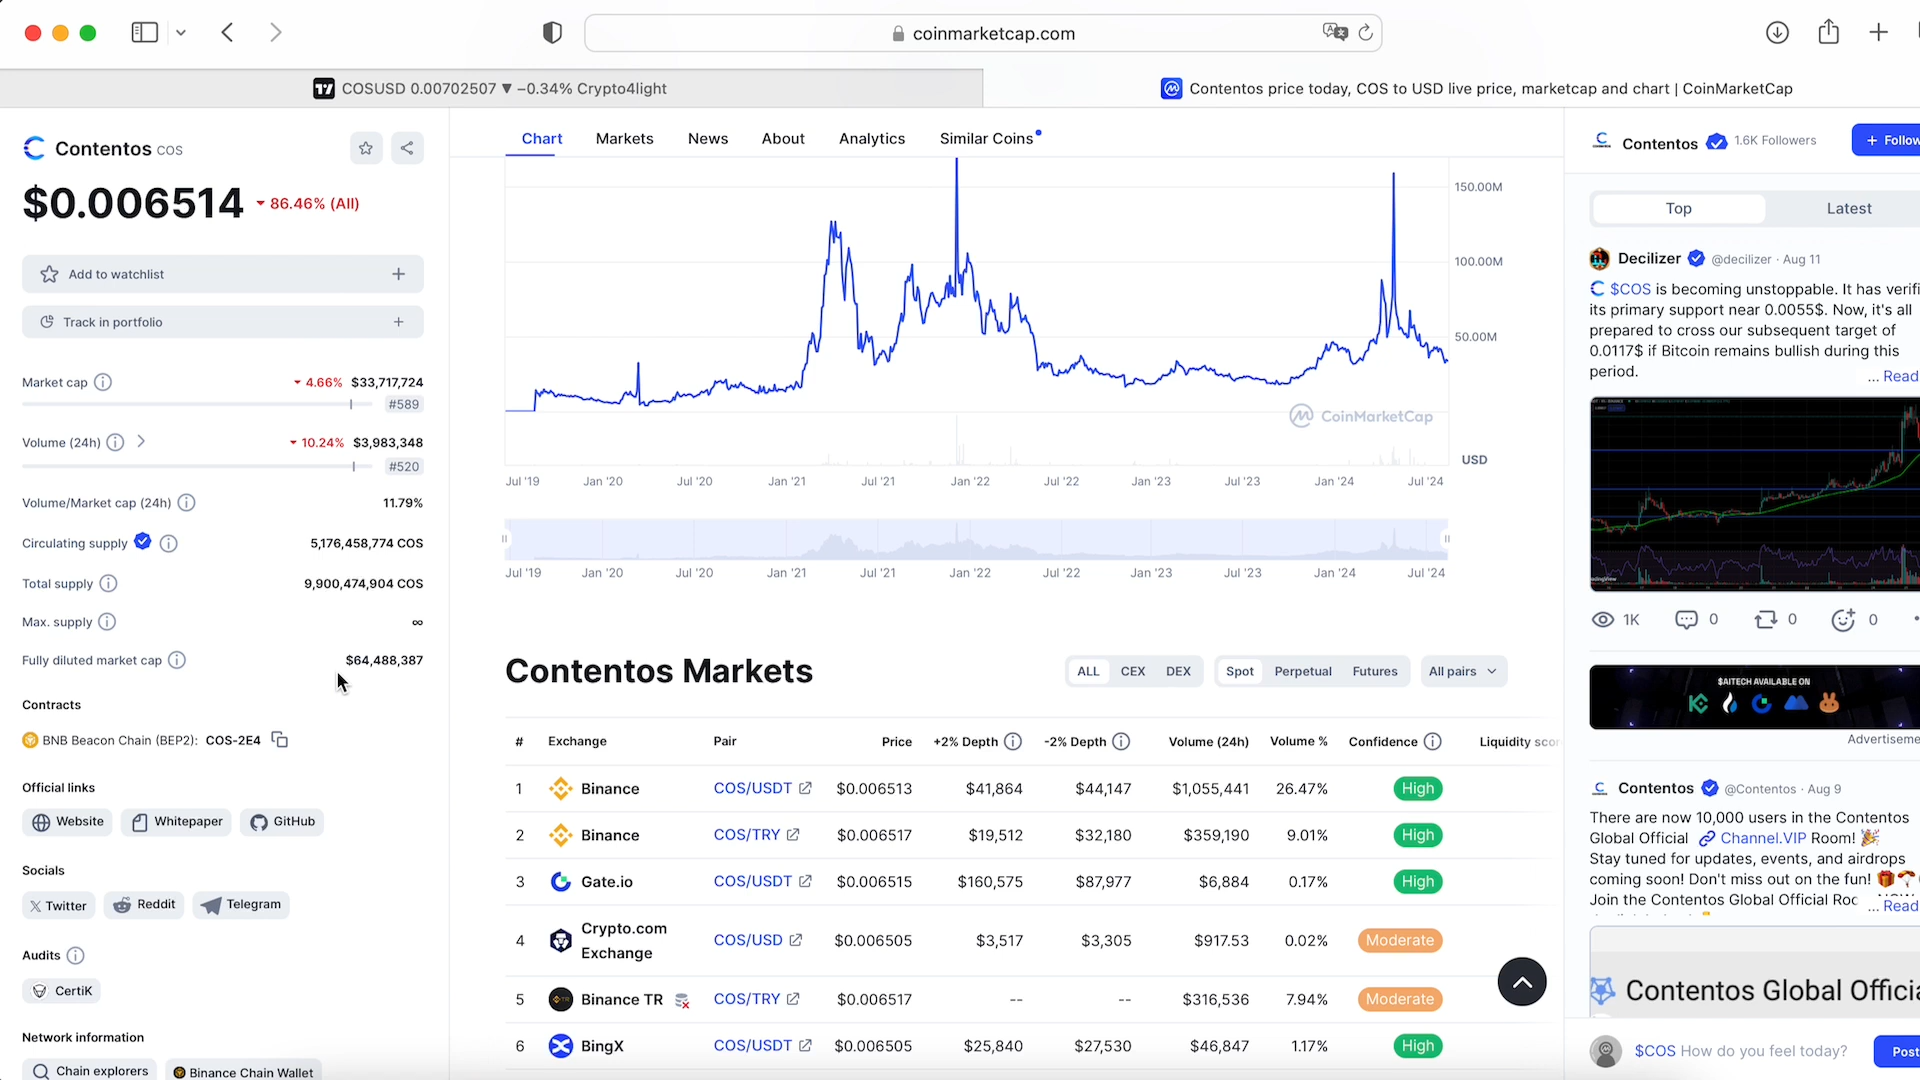 coinmarketcap.com
COSUSD 0.00702507 ▼ −0.34% Crypto4light
Contentos price today, COS to USD live price, marketcap and chart | CoinMarketCap
Contentos COS
$0.006514 86.46% (All)
Add to watchlist
Track in portfolio
Market cap 4.66% $33,717,724
#589
Volume (24h) 10.24% $3,983,348
#520
Volume/Market cap (24h) 11.79%
Circulating supply 5,176,458,774 COS
Total supply 9,900,474,904 COS
Max. supply ∞
Fully diluted market cap $64,488,387
Contracts
BNB Beacon Chain (BEP2): COS-2E4
Official links
Website Whitepaper GitHub
Socials
Twitter Reddit Telegram
Audits
CertiK
Network information
Chain explorers Binance Chain Wallet
Chart Markets News About Analytics Similar Coins
150.00M
100.00M
50.00M
CoinMarketCap
USD
Jul '19 Jan '20 Jul '20 Jan '21 Jul '21 Jan '22 Jul '22 Jan '23 Jul '23 Jan '24 Jul '24
Jul '19 Jan '20 Jul '20 Jan '21 Jul '21 Jan '22 Jul '22 Jan '23 Jul '23 Jan '24 Jul '24
Contentos Markets
ALL CEX DEX Spot Perpetual Futures All pairs
# Exchange Pair Price +2% Depth -2% Depth Volume (24h) Volume % Confidence Liquidity scor
1 Binance COS/USDT $0.006513 $41,864 $44,147 $1,055,441 26.47% High
2 Binance COS/TRY $0.006517 $19,512 $32,180 $359,190 9.01% High
3 Gate.io COS/USDT $0.006515 $160,575 $87,977 $6,884 0.17% High
4 Crypto.com Exchange COS/USD $0.006505 $3,517 $3,305 $917.53 0.02% Moderate
5 Binance TR COS/TRY $0.006517 -- -- $316,536 7.94% Moderate
6 BingX COS/USDT $0.006505 $25,840 $27,530 $46,847 1.17% High
Contentos 1.6K Followers + Follow
Top Latest
Decilizer @decilizer · Aug 11
$COS is becoming unstoppable. It has verifi
its primary support near 0.0055$. Now, it's all
prepared to cross our subsequent target of
0.0117$ if Bitcoin remains bullish during this
period. ... Read
1K 0 0 0
$AITECH AVAILABLE ON
Advertiseme
Contentos @Contentos · Aug 9
There are now 10,000 users in the Contentos
Global Official Channel.VIP Room! 🎉
Stay tuned for updates, events, and airdrops
coming soon! Don't miss out on the fun! 🎁🪂
Join the Contentos Global Official Roo ... Read
Contentos Global Officia
$COS How do you feel today? Post